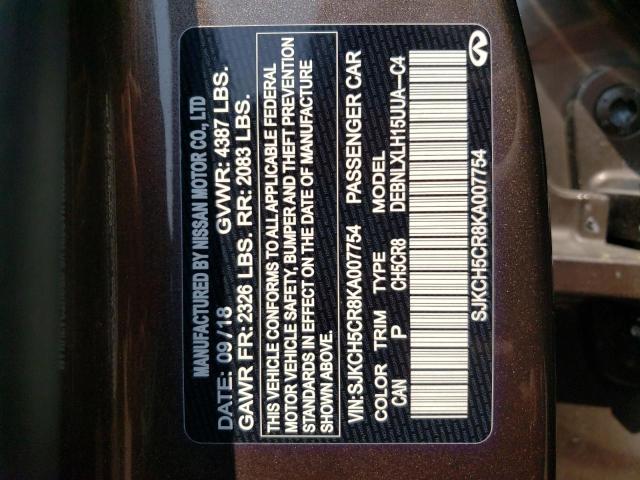 MANUFACTURED BY NISSAN MOTOR CO., LTD
DATE: 09/18 GVWR: 4387 LBS.
GAWR FR: 2326 LBS. RR: 2083 LBS.
THIS VEHICLE CONFORMS TO ALL APPLICABLE FEDERAL
MOTOR VEHICLE SAFETY, BUMPER AND THEFT PREVENTION
STANDARDS IN EFFECT ON THE DATE OF MANUFACTURE
SHOWN ABOVE.
VIN:SJKCH5CR8KA007754 PASSENGER CAR
COLOR TRIM TYPE MODEL
CAN P CH5CR8 DEBNLXLH15UUA-C4
SJKCH5CR8KA007754